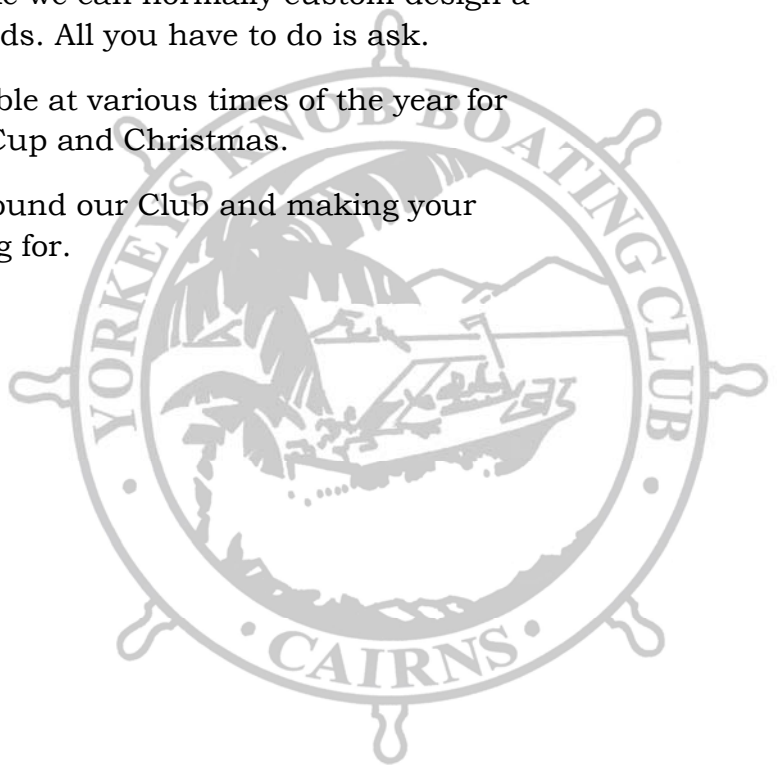 e we can normally custom design a
ds. All you have to do is ask.
ble at various times of the year for
Cup and Christmas.
ound our Club and making your
g for.
YORKEYS KNOB BOATING CLUB
• CAIRNS •